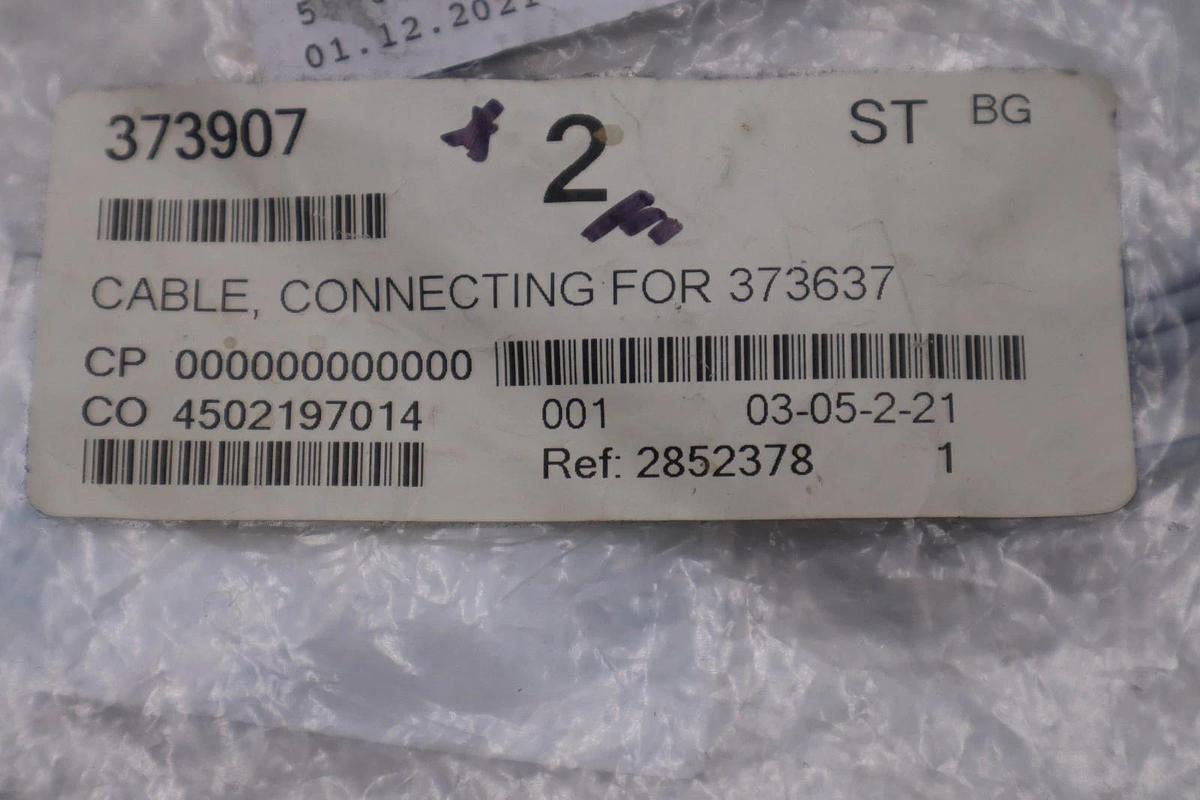 5
01.12.2021
373907 2 ST BG
CABLE, CONNECTING FOR 373637
CP 000000000000
CO 4502197014 001 03-05-2-21
Ref: 2852378 1